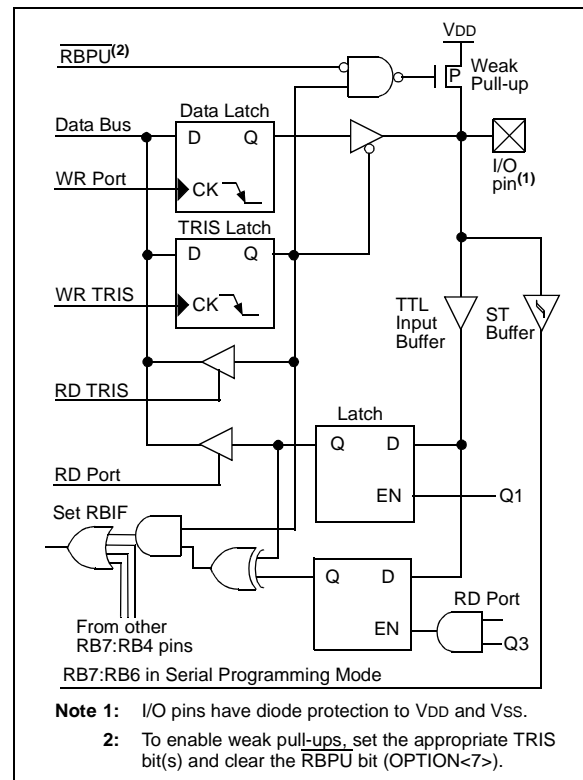 VDD
RBPU(2)
P
Weak
Pull-up
Data Latch
Data Bus
D Q
WR Port
CK
I/O
pin(1)
TRIS Latch
D Q
WR TRIS
CK
TTL
Input
Buffer
ST
Buffer
RD TRIS
Latch
Q D
RD Port
EN
Q1
Set RBIF
Q D
RD Port
EN
Q3
From other
RB7:RB4 pins
RB7:RB6 in Serial Programming Mode
Note 1: I/O pins have diode protection to VDD and VSS.
2: To enable weak pull-ups, set the appropriate TRIS
bit(s) and clear the RBPU bit (OPTION<7>).